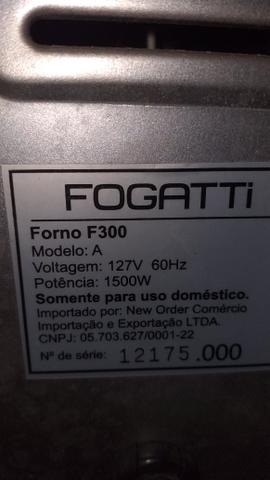 FOGATTi
Forno F300
Modelo: A
Voltagem: 127V 60Hz
Potência: 1500W
Somente para uso doméstico.
Importado por: New Order Comércio
Importação e Exportação LTDA.
CNPJ: 05.703.627/0001-22
Nº de série: 12175.000